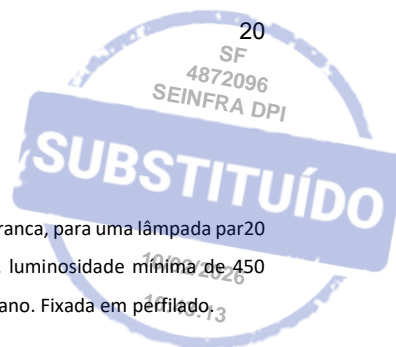 20
SF
4872096
SEINFRA DPI
SUBSTITUÍDO
ranca, para uma lâmpada par20
luminosidade mínima de 450
ano. Fixada em perfilado.